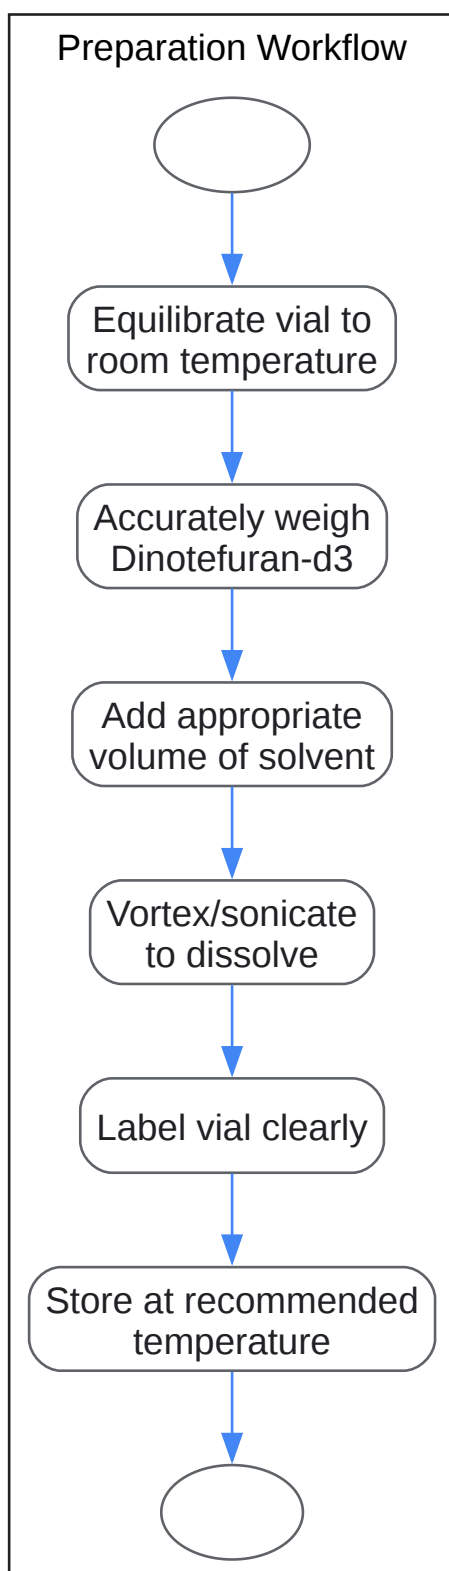 Preparation Workflow
Equilibrate vial to
room temperature
Accurately weigh
Dinotefuran-d3
Add appropriate
volume of solvent
Vortex/sonicate
to dissolve
Label vial clearly
Store at recommended
temperature